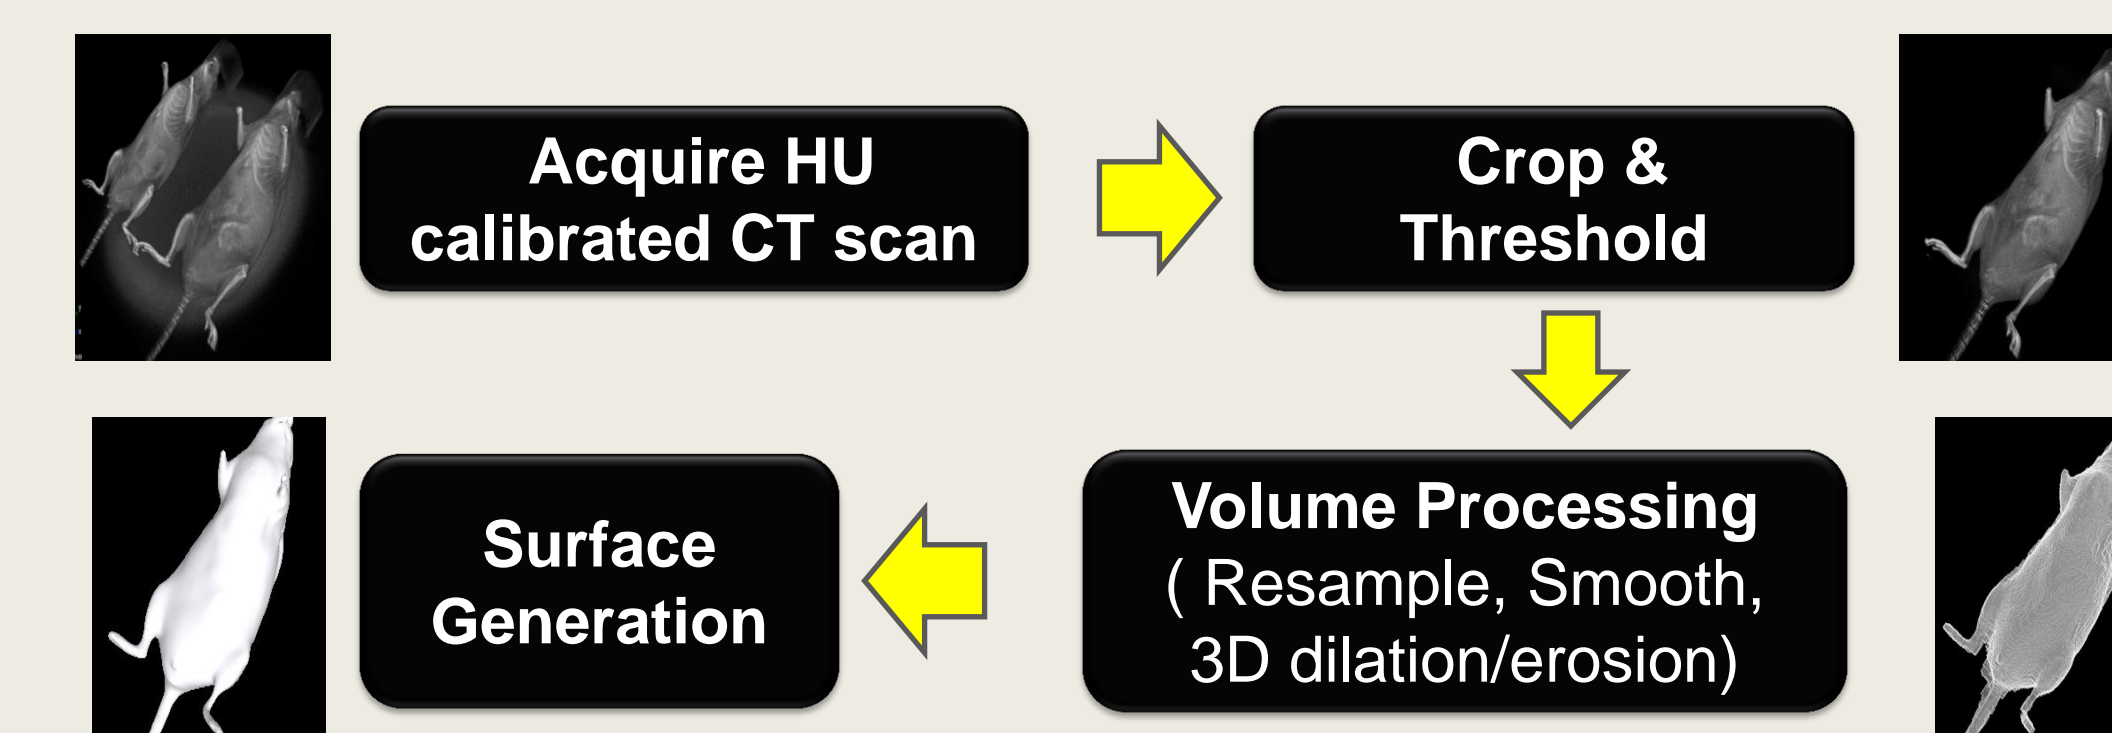 Acquire HU
calibrated CT scan
Crop &
Threshold
Surface
Generation
Volume Processing
( Resample, Smooth,
3D dilation/erosion)